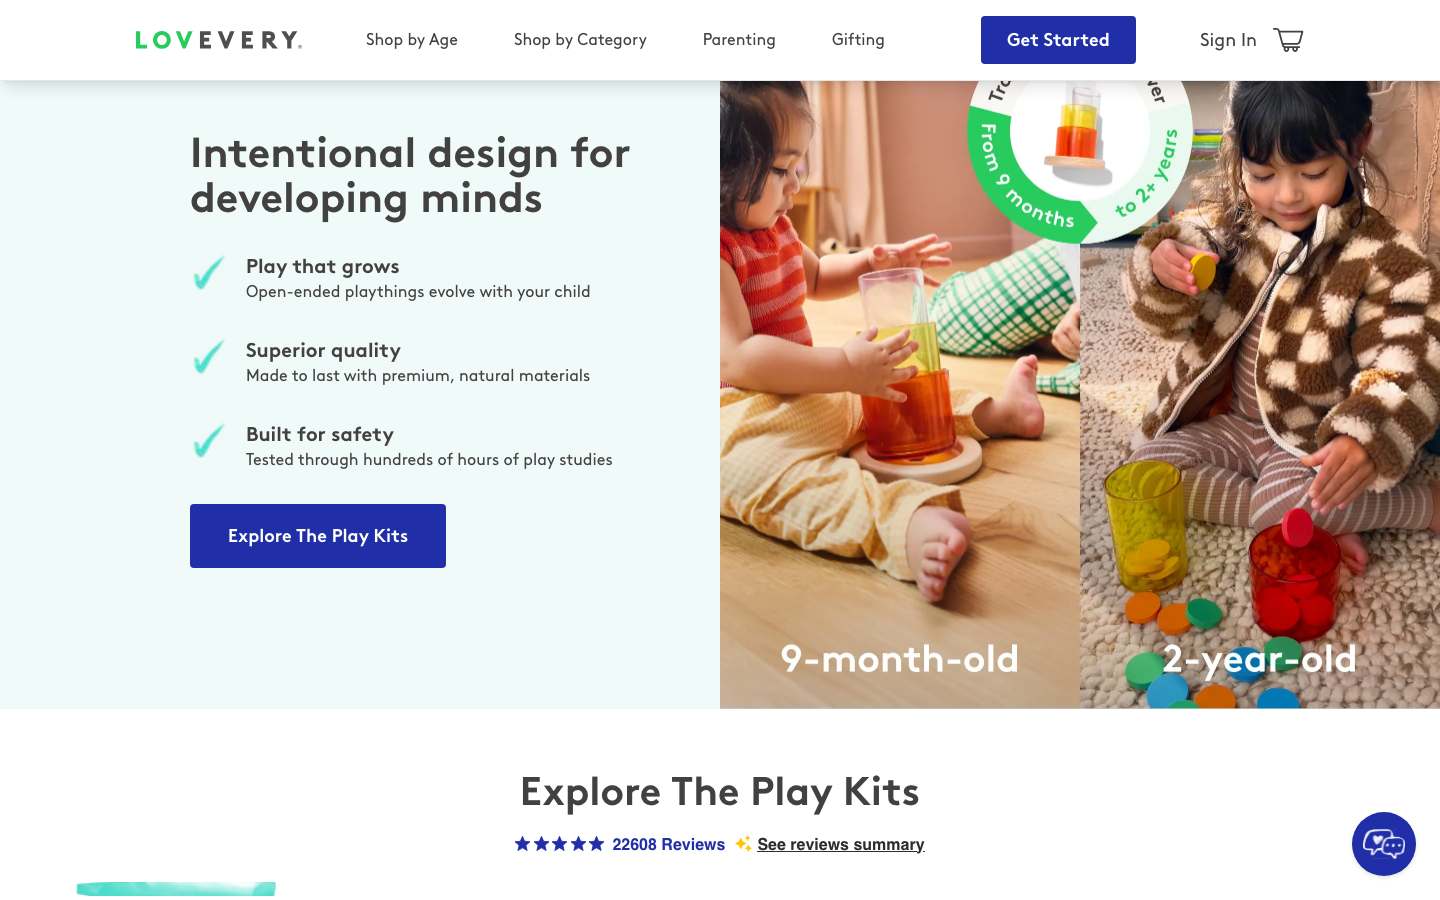 LOVEVERY.
Shop by Age
Shop by Category
Parenting
Gifting
Get Started
Sign In
Intentional design for
developing minds
Play that grows
Open-ended playthings evolve with your child
Superior quality
Made to last with premium, natural materials
Built for safety
Tested through hundreds of hours of play studies
Explore The Play Kits
From 9 months
to 2+ years
9-month-old
2-year-old
Explore The Play Kits
22608 Reviews
See reviews summary